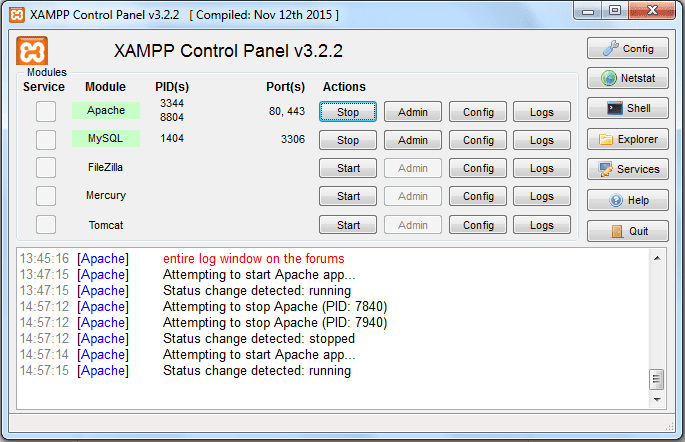 XAMPP Control Panel v3.2.2 [ Compiled: Nov 12th 2015 ]
XAMPP Control Panel v3.2.2
Config
Modules
Service Module PID(s) Port(s) Actions
Netstat
Apache 3344 8804 80, 443 Stop Admin Config Logs
Shell
MySQL 1404 3306 Stop Admin Config Logs
Explorer
FileZilla Start Admin Config Logs
Services
Mercury Start Admin Config Logs
Help
Tomcat Start Admin Config Logs
Quit
13:45:16 [Apache] entire log window on the forums
13:47:15 [Apache] Attempting to start Apache app...
13:47:15 [Apache] Status change detected: running
14:57:12 [Apache] Attempting to stop Apache (PID: 7840)
14:57:12 [Apache] Attempting to stop Apache (PID: 7940)
14:57:12 [Apache] Status change detected: stopped
14:57:14 [Apache] Attempting to start Apache app...
14:57:15 [Apache] Status change detected: running